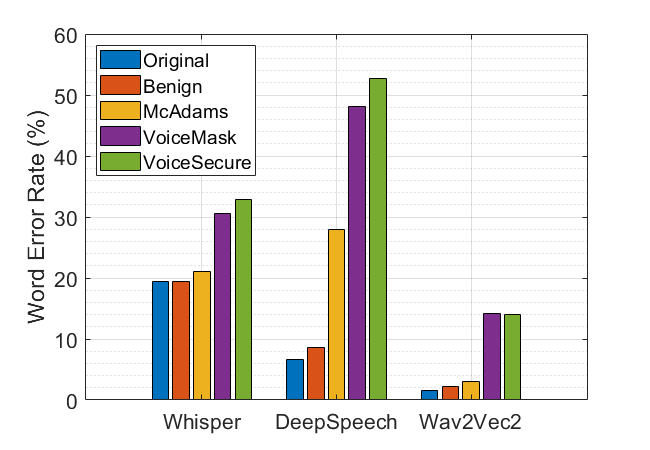 60
50
40
30
20
10
0
Word Error Rate (%)
Original
Benign
McAdams
VoiceMask
VoiceSecure
Whisper
DeepSpeech
Wav2Vec2